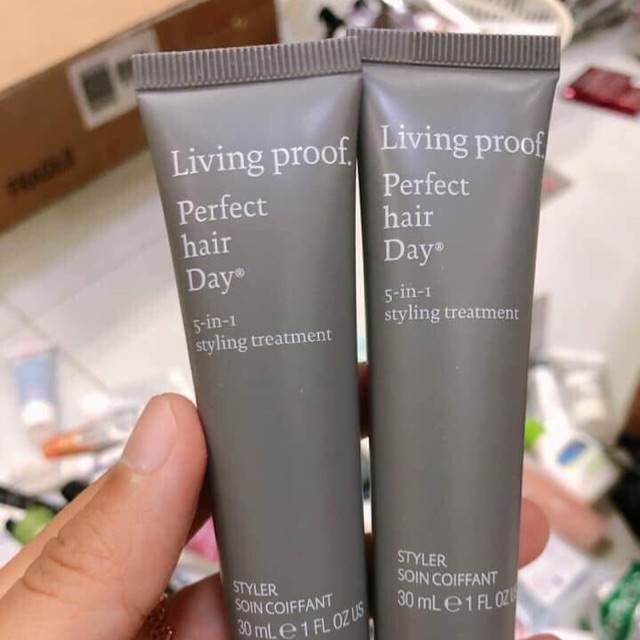 FRAGILE
Living proof.
Perfect
hair
Day®
5-in-1
styling treatment
STYLER
SOIN COIFFANT
30 mL e 1 FL OZ US
Living proof.
Perfect
hair
Day®
5-in-1
styling treatment
STYLER
SOIN COIFFANT
30 mL e 1 FL OZ